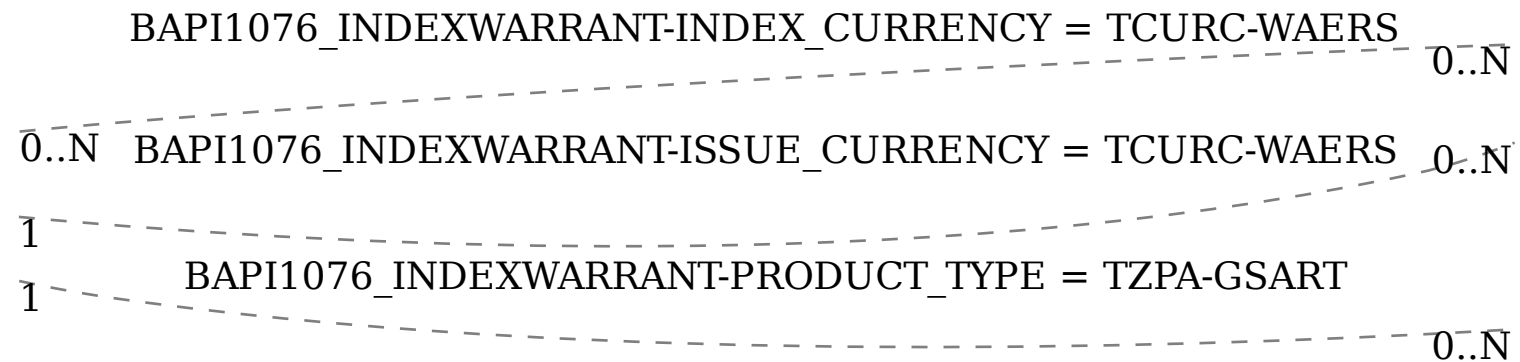 BAPI1076_INDEXWARRANT-INDEX_CURRENCY = TCURC-WAERS
0..N
0..N
BAPI1076_INDEXWARRANT-ISSUE_CURRENCY = TCURC-WAERS
0..N
1
BAPI1076_INDEXWARRANT-PRODUCT_TYPE = TZPA-GSART
1
0..N